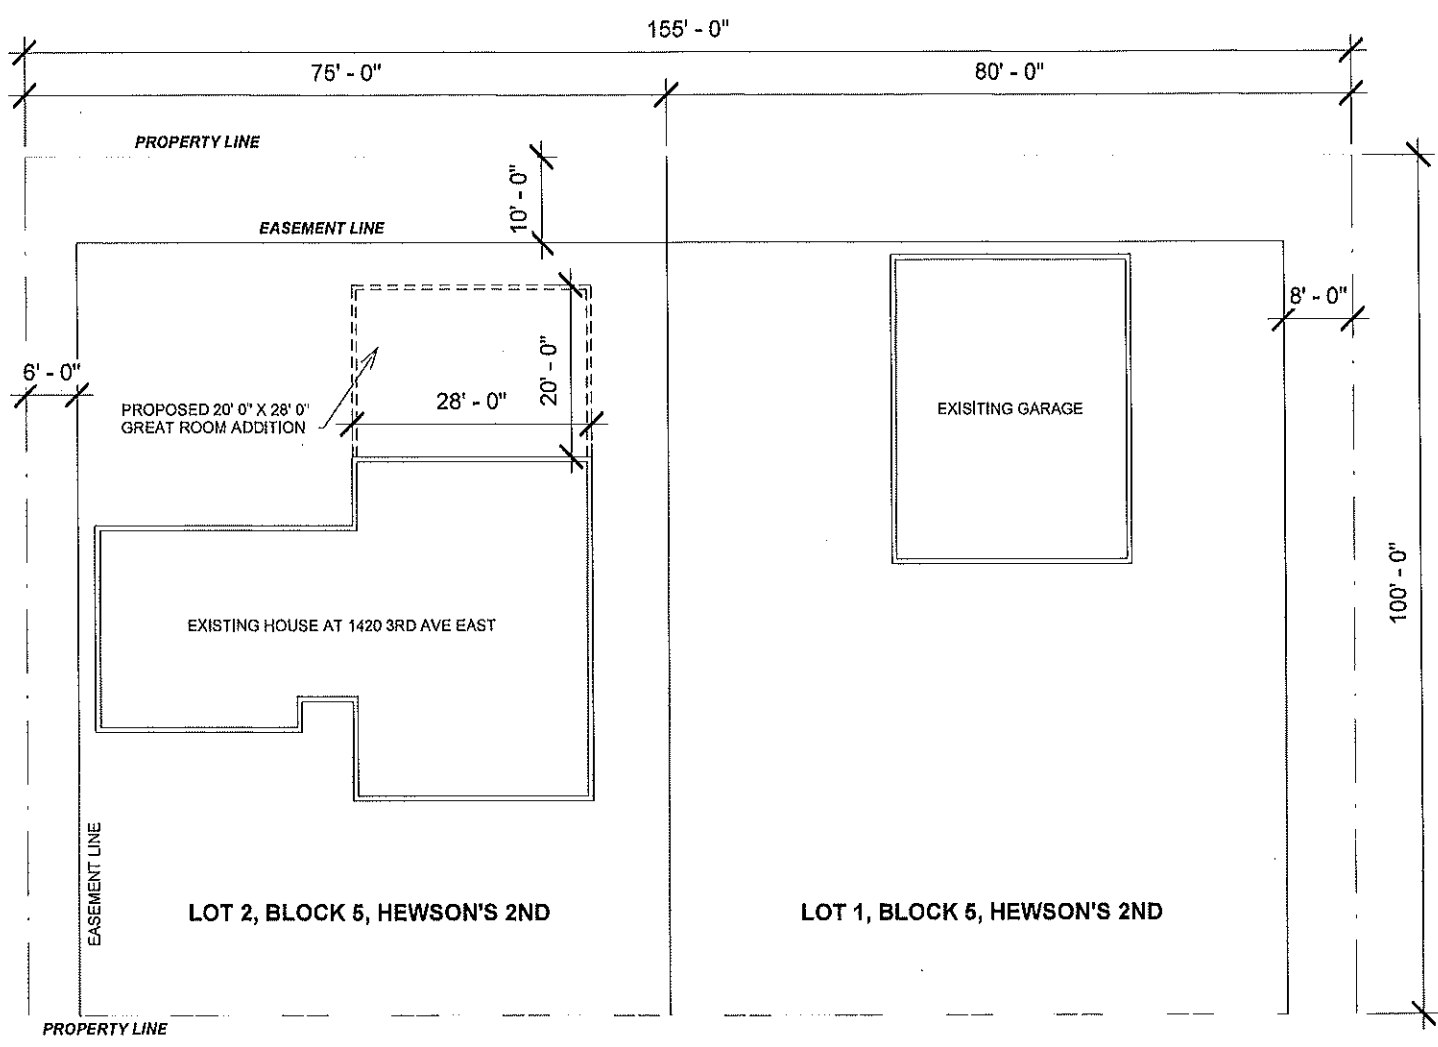 155' - 0"
75' - 0"
80' - 0"
PROPERTY LINE
10' - 0"
EASEMENT LINE
8' - 0"
6' - 0"
20' - 0"
28' - 0"
PROPOSED 20' 0" X 28' 0"
GREAT ROOM ADDITION
EXISITING GARAGE
100' - 0"
EXISTING HOUSE AT 1420 3RD AVE EAST
EASEMENT LINE
LOT 2, BLOCK 5, HEWSON'S 2ND
LOT 1, BLOCK 5, HEWSON'S 2ND
PROPERTY LINE